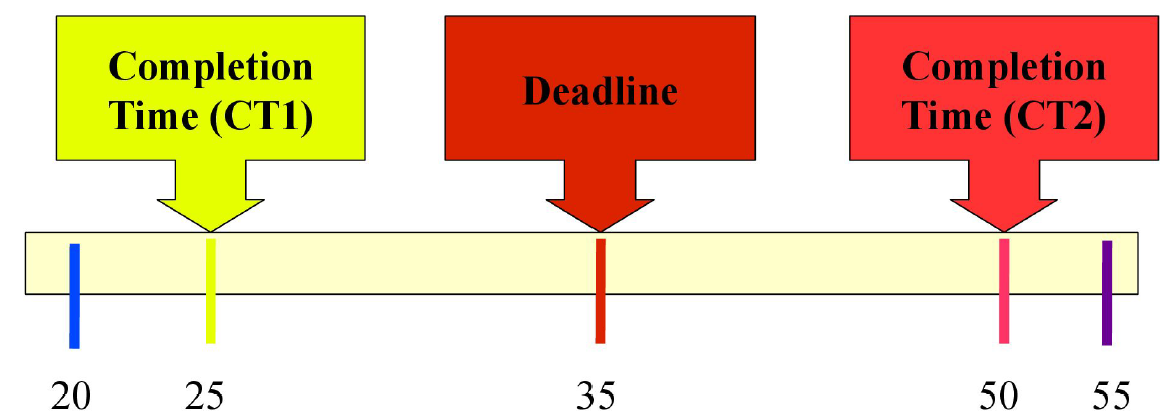 Completion
Time (CT1)
Deadline
Completion
Time (CT2)
20 25 35 50 55